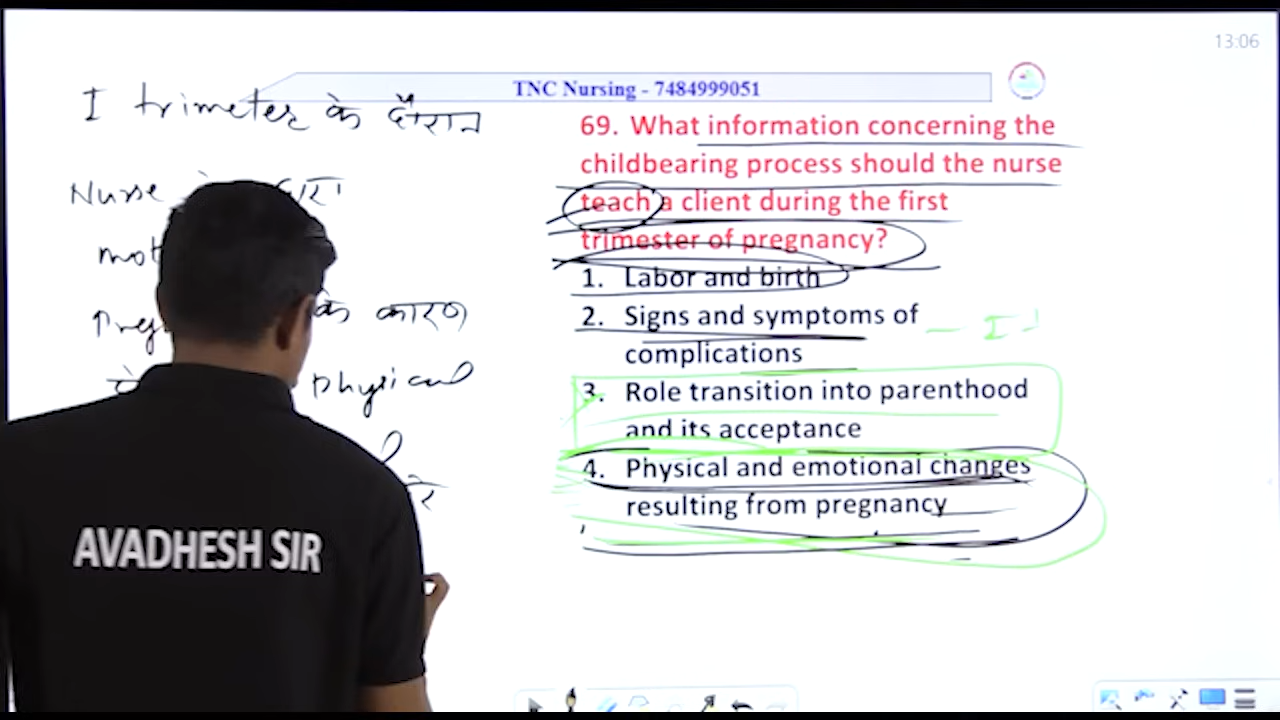 13:06
TNC Nursing - 7484999051
I trimeter के दौरान
Nurse
के कारण
physical
69. What information concerning the
childbearing process should the nurse
teach a client during the first
trimester of pregnancy?
1. Labor and birth
2. Signs and symptoms of
complications
3. Role transition into parenthood
and its acceptance
4. Physical and emotional changes
resulting from pregnancy
AVADHESH SIR